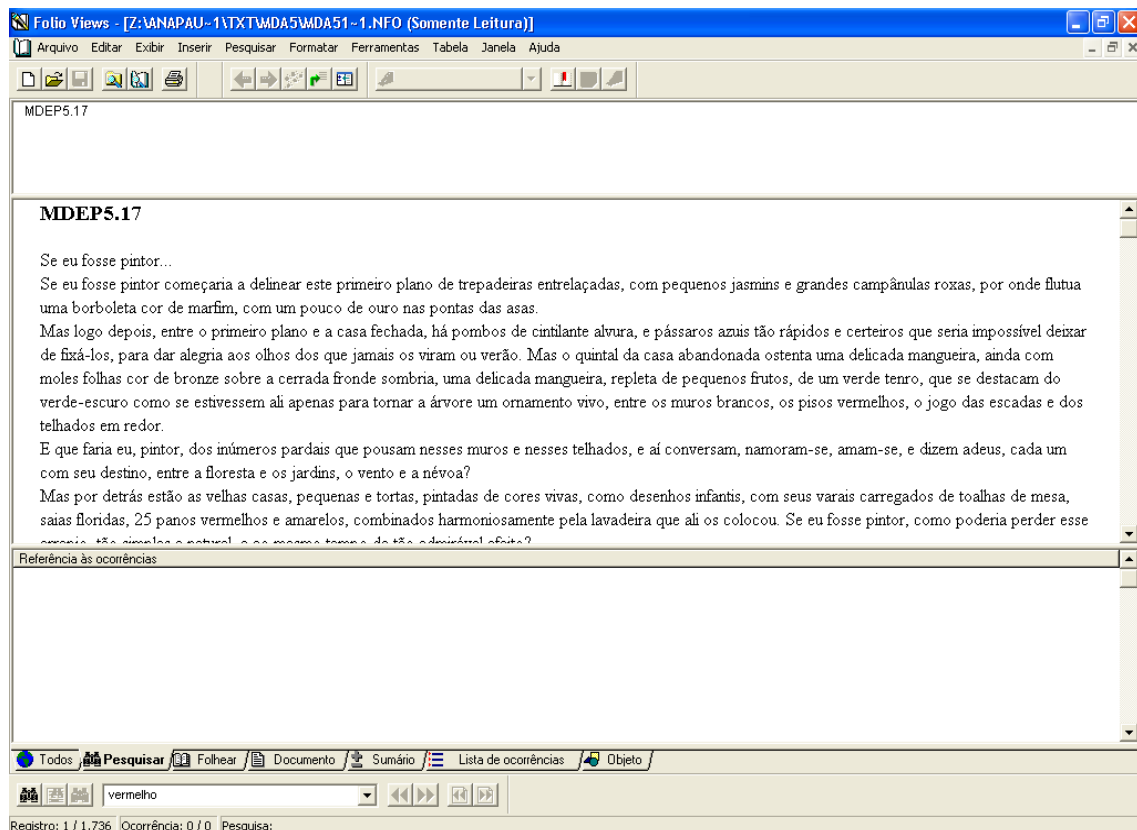 Folio Views - [Z:\ANAPAU~1\TXT\MDA5\MDA51~1.NFO (Somente Leitura)]
Arquivo Editar Exibir Inserir Pesquisar Formatar Ferramentas Tabela Janela Ajuda
MDEP5.17
MDEP5.17
Se eu fosse pintor...
Se eu fosse pintor começaria a delinear este primeiro plano de trepadeiras entrelaçadas, com pequenos jasmins e grandes campânulas roxas, por onde flutua
uma borboleta cor de marfim, com um pouco de ouro nas pontas das asas.
Mas logo depois, entre o primeiro plano e a casa fechada, há pombos de cintilante alvura, e pássaros azuis tão rápidos e certeiros que seria impossível deixar
de fixá-los, para dar alegria aos olhos dos que jamais os viram ou verão. Mas o quintal da casa abandonada ostenta uma delicada mangueira, ainda com
moles folhas cor de bronze sobre a cerrada fronde sombria, uma delicada mangueira, repleta de pequenos frutos, de um verde tenro, que se destacam do
verde-escuro como se estivessem ali apenas para tornar a árvore um ornamento vivo, entre os muros brancos, os pisos vermelhos, o jogo das escadas e dos
telhados em redor.
E que faria eu, pintor, dos inúmeros pardais que pousam nesses muros e nesses telhados, e aí conversam, namoram-se, amam-se, e dizem adeus, cada um
com seu destino, entre a floresta e os jardins, o vento e a névoa?
Mas por detrás estão as velhas casas, pequenas e tortas, pintadas de cores vivas, como desenhos infantis, com seus varais carregados de toalhas de mesa,
saias floridas, 25 panos vermelhos e amarelos, combinados harmoniosamente pela lavadeira que ali os colocou. Se eu fosse pintor, como poderia perder esse
arranjo, tão simples e natural, e ao mesmo tempo de tão admirável efeito?
Referência às ocorrências
Todos Pesquisar Folhear Documento Sumário Lista de ocorrências Objeto
vermelho
Registro: 1 / 1.736 Ocorrência: 0 / 0 Pesquisa: